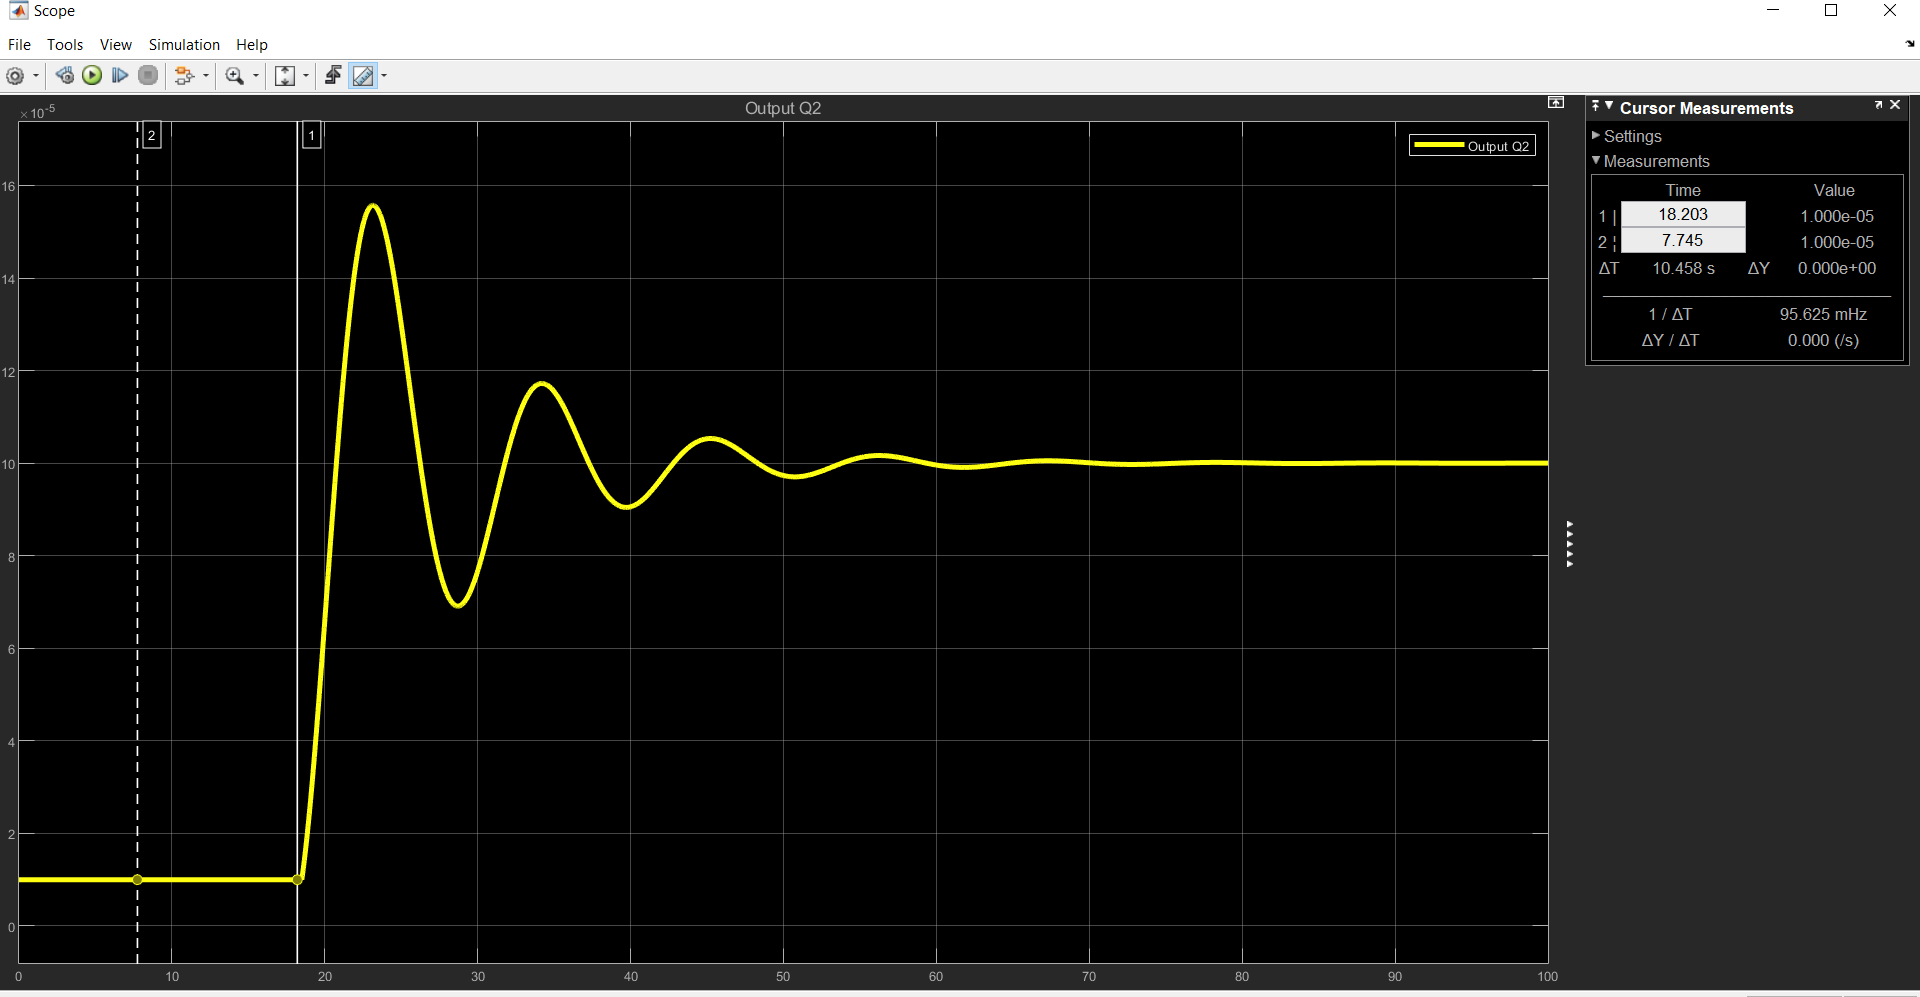 Scope
File Tools View Simulation Help
×10-5
Output Q2
2
1
Output Q2
16
14
12
10
8
6
4
2
0
0 10 20 30 40 50 60 70 80 90 100
Cursor Measurements
Settings
Measurements
Time Value
1 | 18.203 1.000e-05
2 ¦ 7.745 1.000e-05
ΔT 10.458 s ΔY 0.000e+00
1 / ΔT 95.625 mHz
ΔY / ΔT 0.000 (/s)